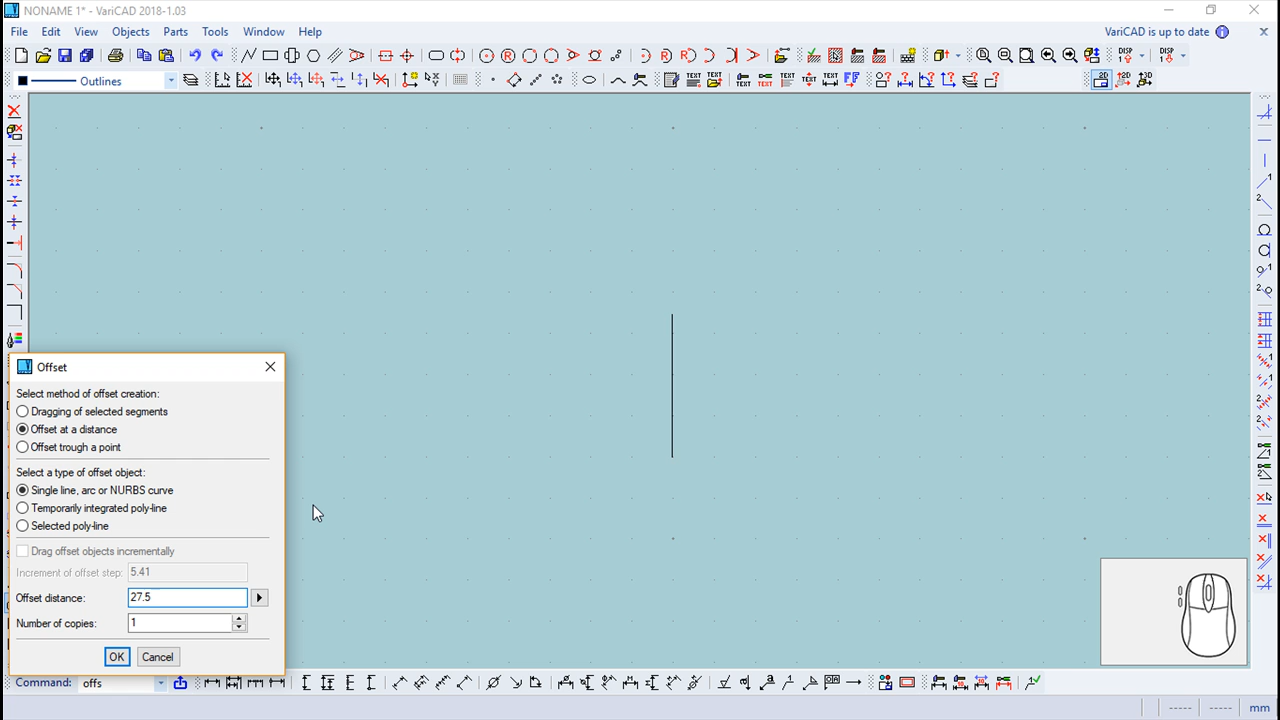 NONAME 1* - VariCAD 2018-1.03
File Edit View Objects Parts Tools Window Help
VariCAD is up to date
Outlines
Offset
Select method of offset creation:
Dragging of selected segments
Offset at a distance
Offset trough a point
Select a type of offset object:
Single line, arc or NURBS curve
Temporarily integrated poly-line
Selected poly-line
Drag offset objects incrementally
Increment of offset step: 5.41
Offset distance: 27.5
Number of copies: 1
OK Cancel
Command: offs
----- ----- mm